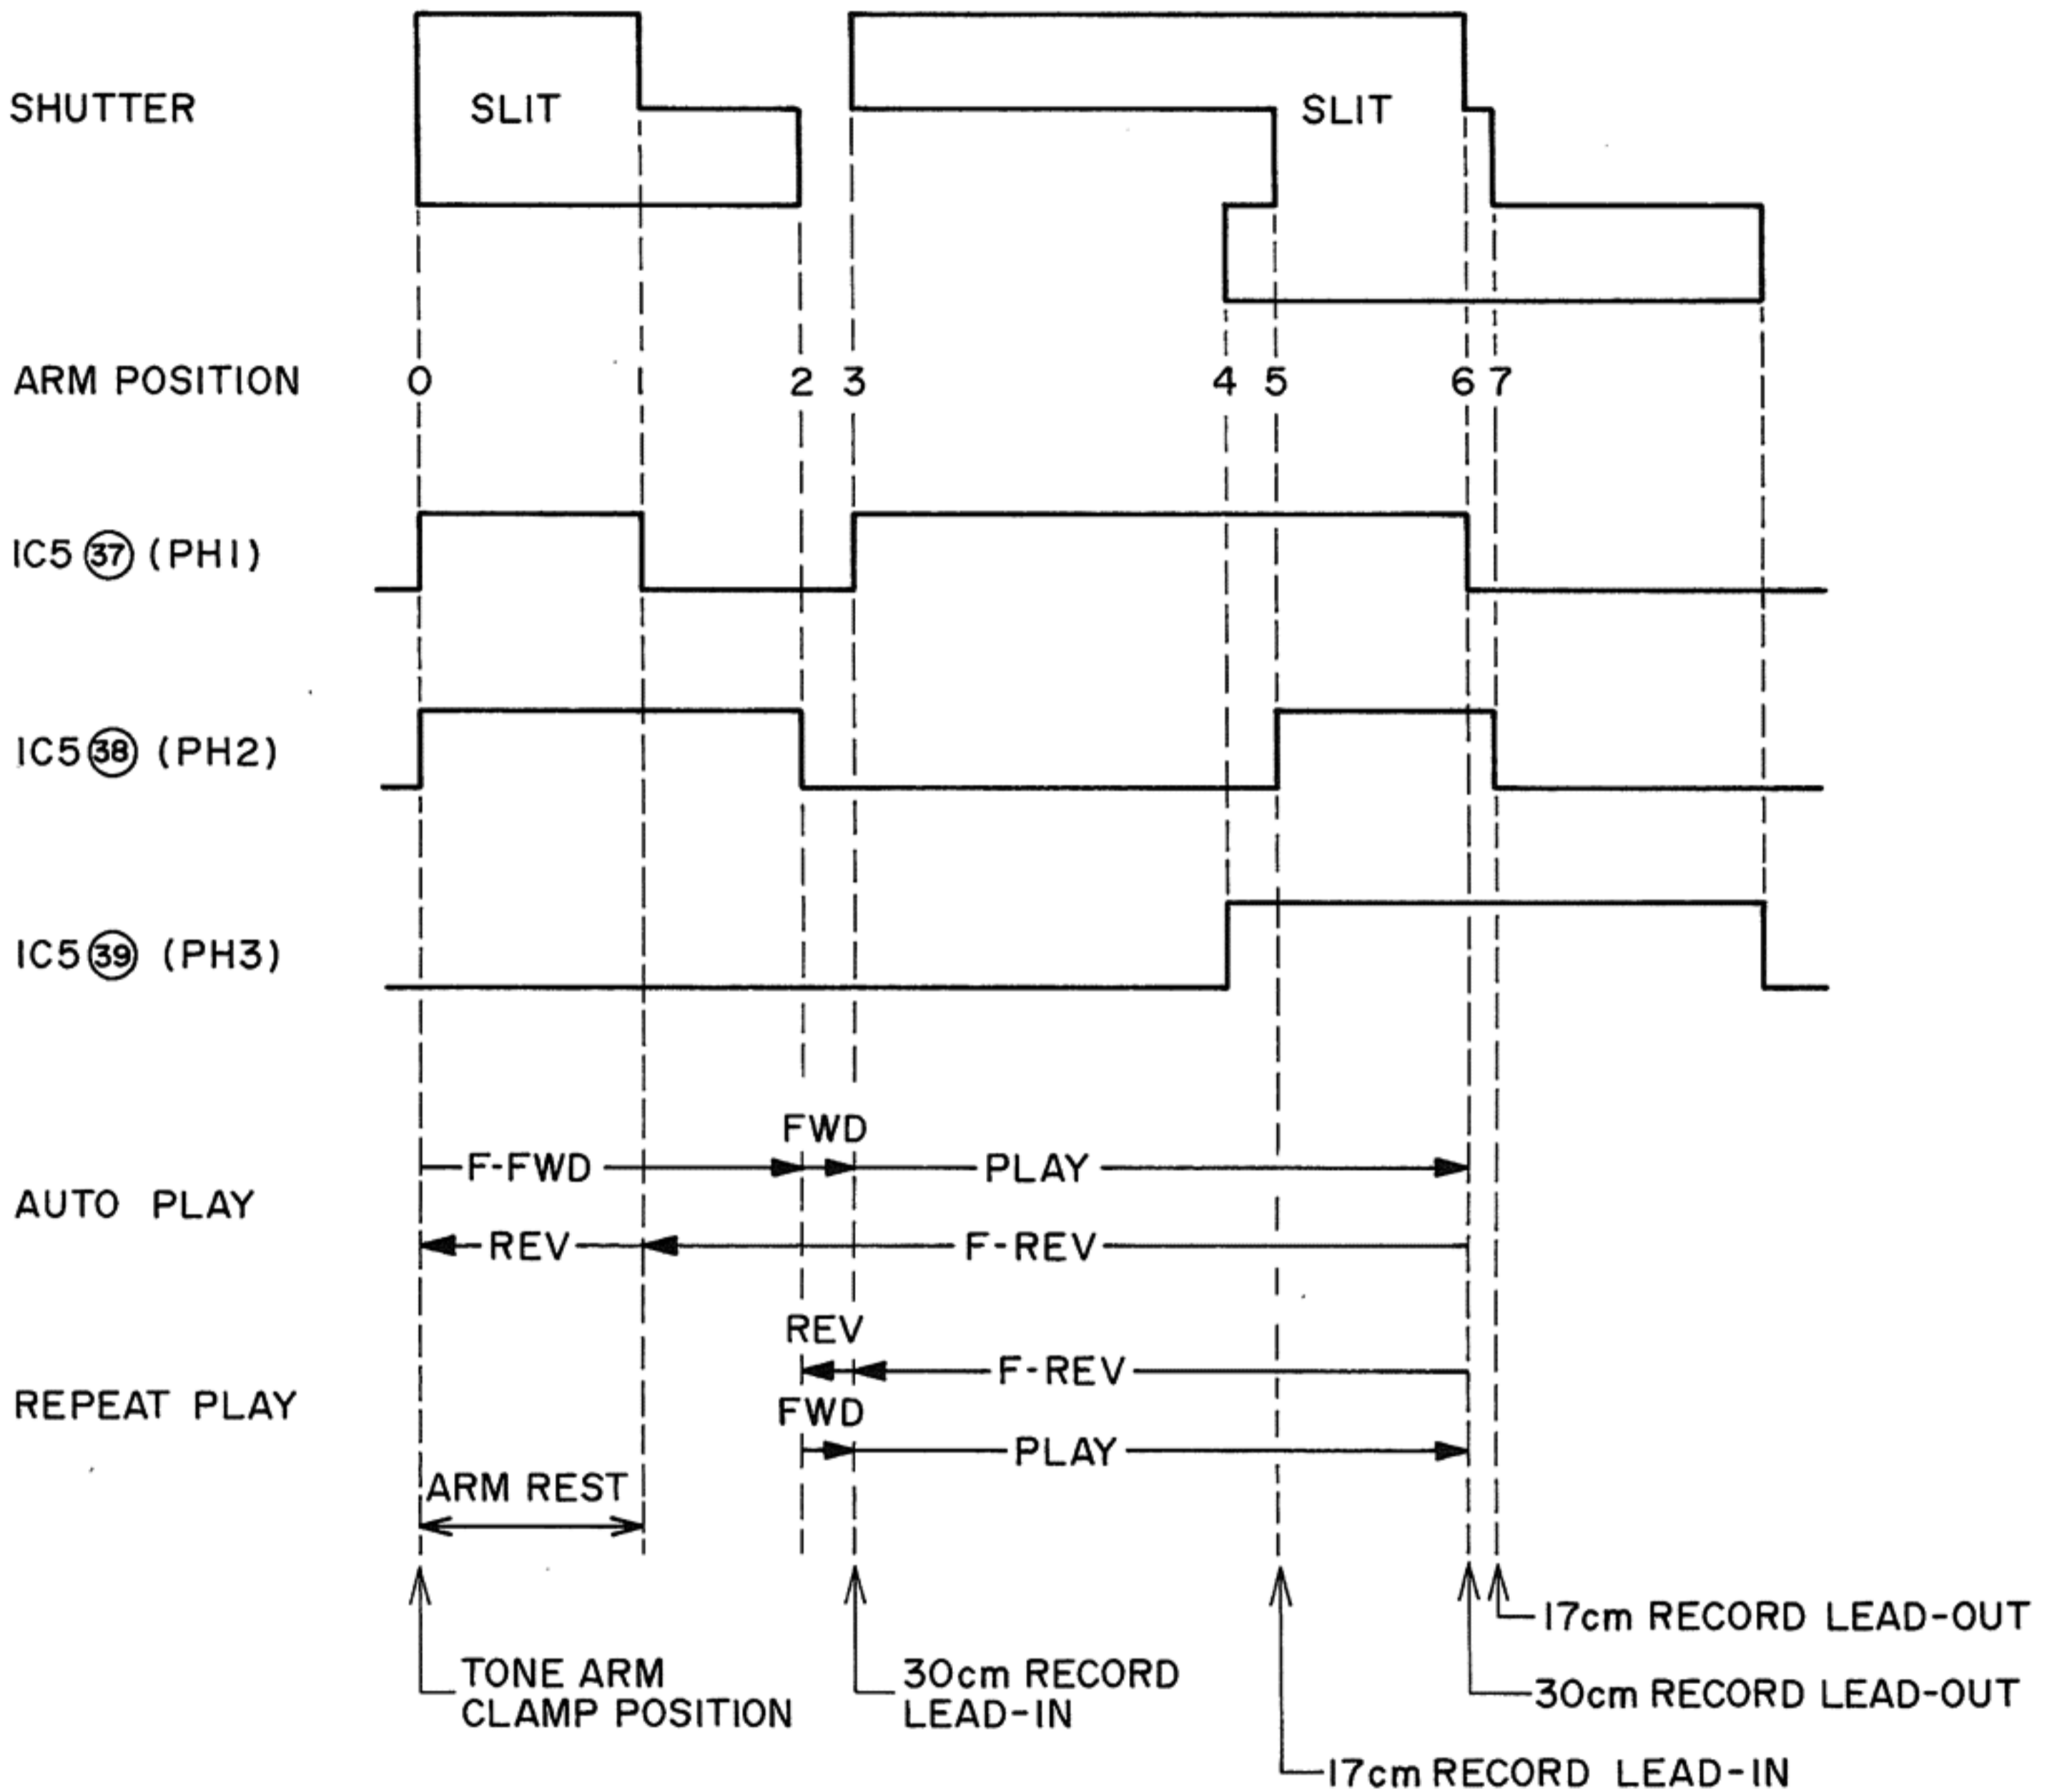 SHUTTER SLIT SLIT
ARM POSITION 0 1 2 3 4 5 6 7
IC5 37 (PH1)
IC5 38 (PH2)
IC5 39 (PH3)
FWD
F-FWD PLAY
AUTO PLAY
REV F-REV
REV
F-REV
REPEAT PLAY
FWD
PLAY
ARM REST
17cm RECORD LEAD-OUT
TONE ARM
CLAMP POSITION
30cm RECORD
LEAD-IN
30cm RECORD LEAD-OUT
17cm RECORD LEAD-IN